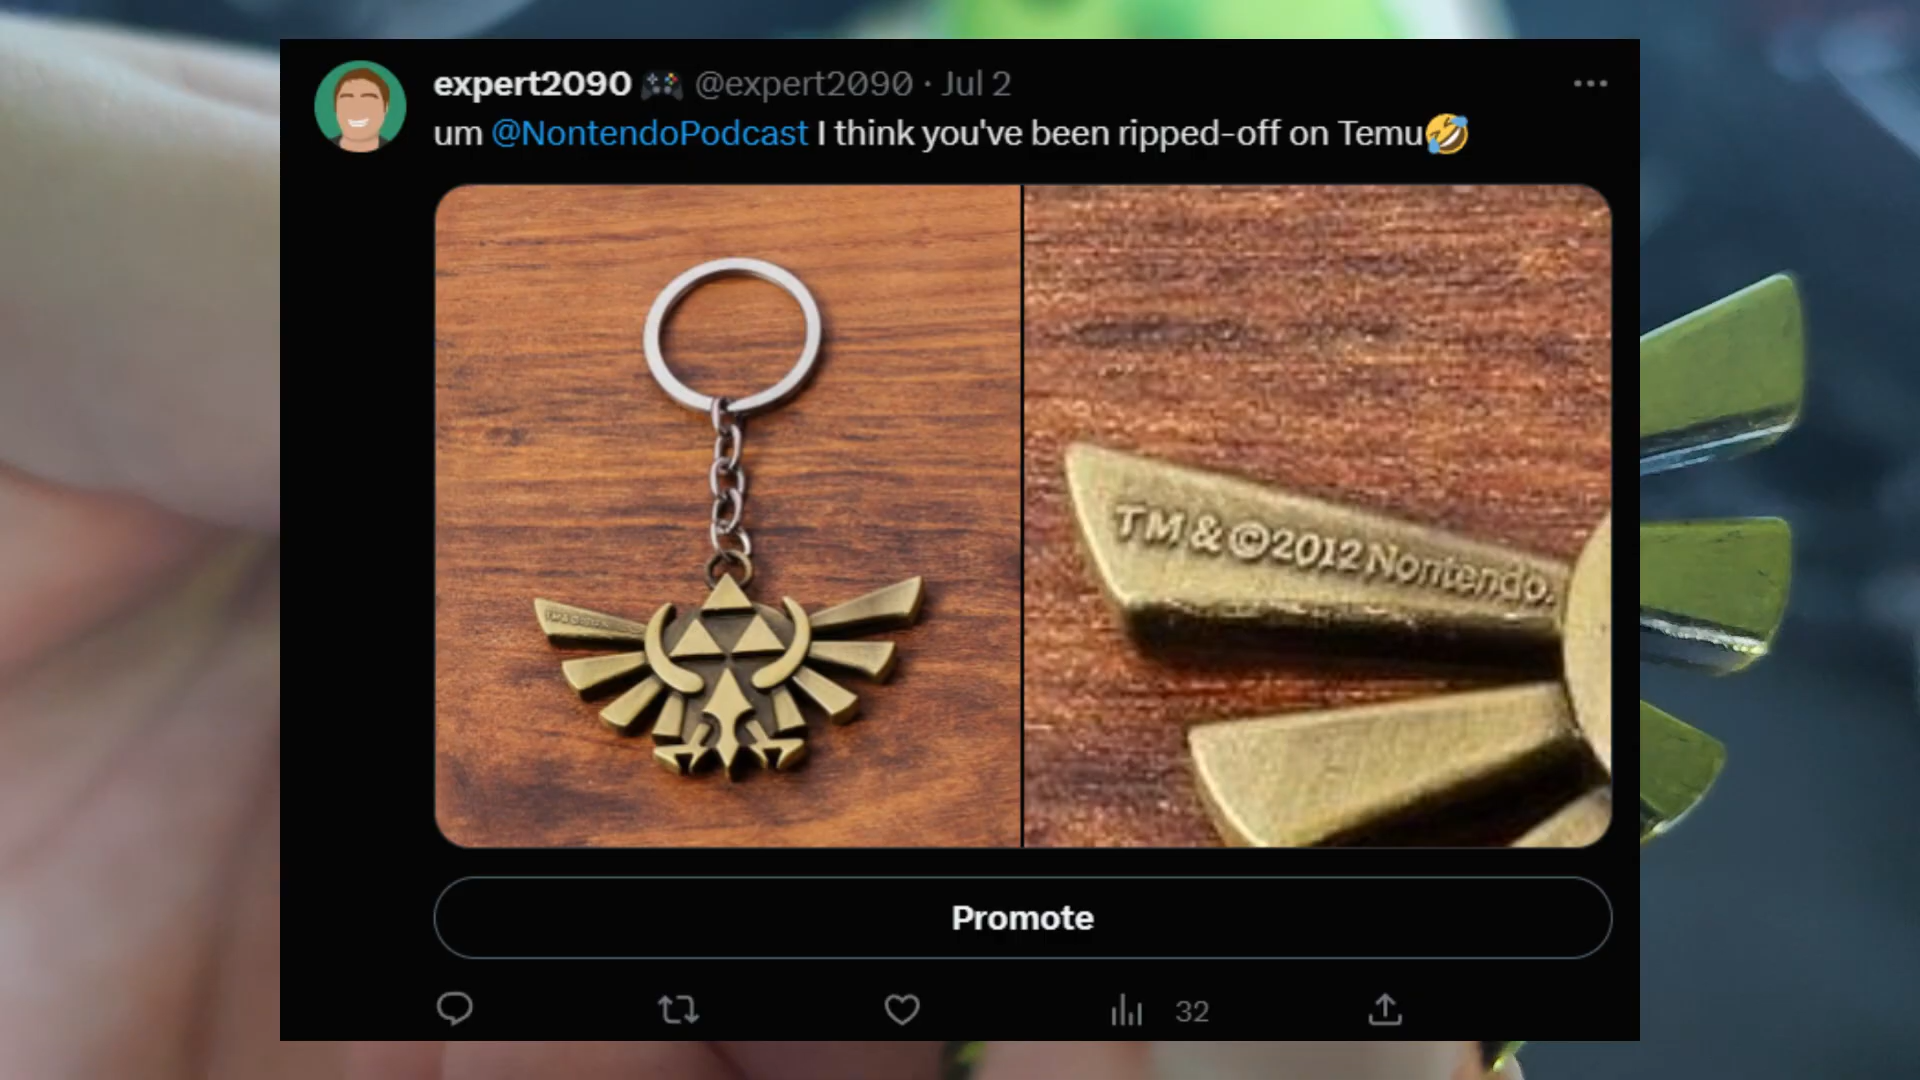 expert2090 🎮 @expert2090 · Jul 2
um @NontendoPodcast I think you've been ripped-off on Temu🤣
TM & ©2012 Nontendo.
Promote
32